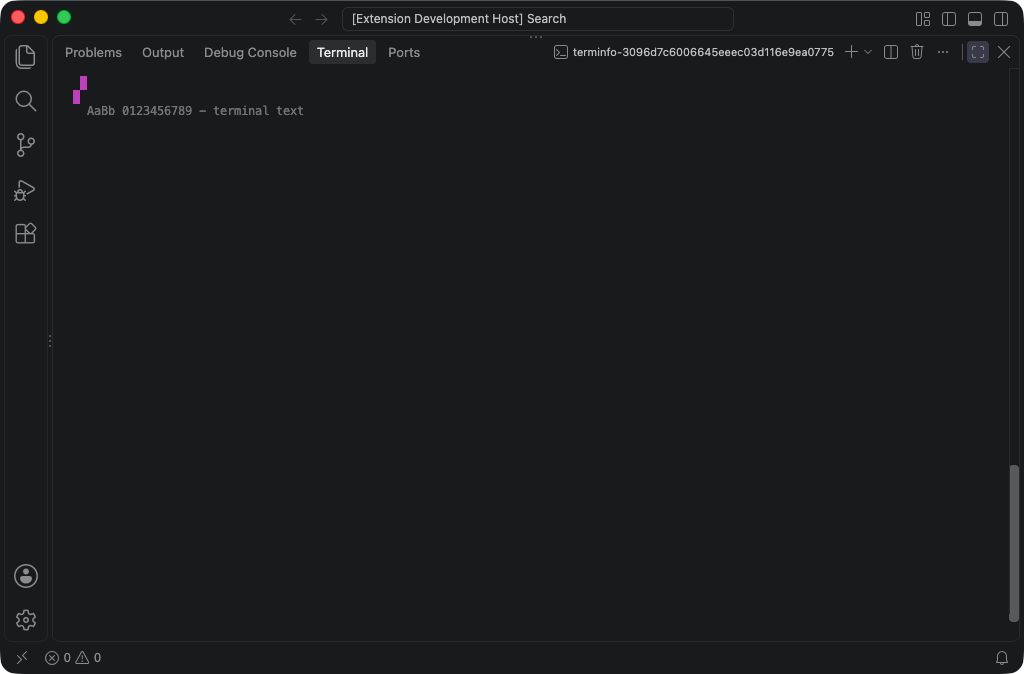 [Extension Development Host] Search
Problems Output Debug Console Terminal Ports
terminfo-3096d7c6006645eeec03d116e9ea0775
AaBb 0123456789 — terminal text
0 0